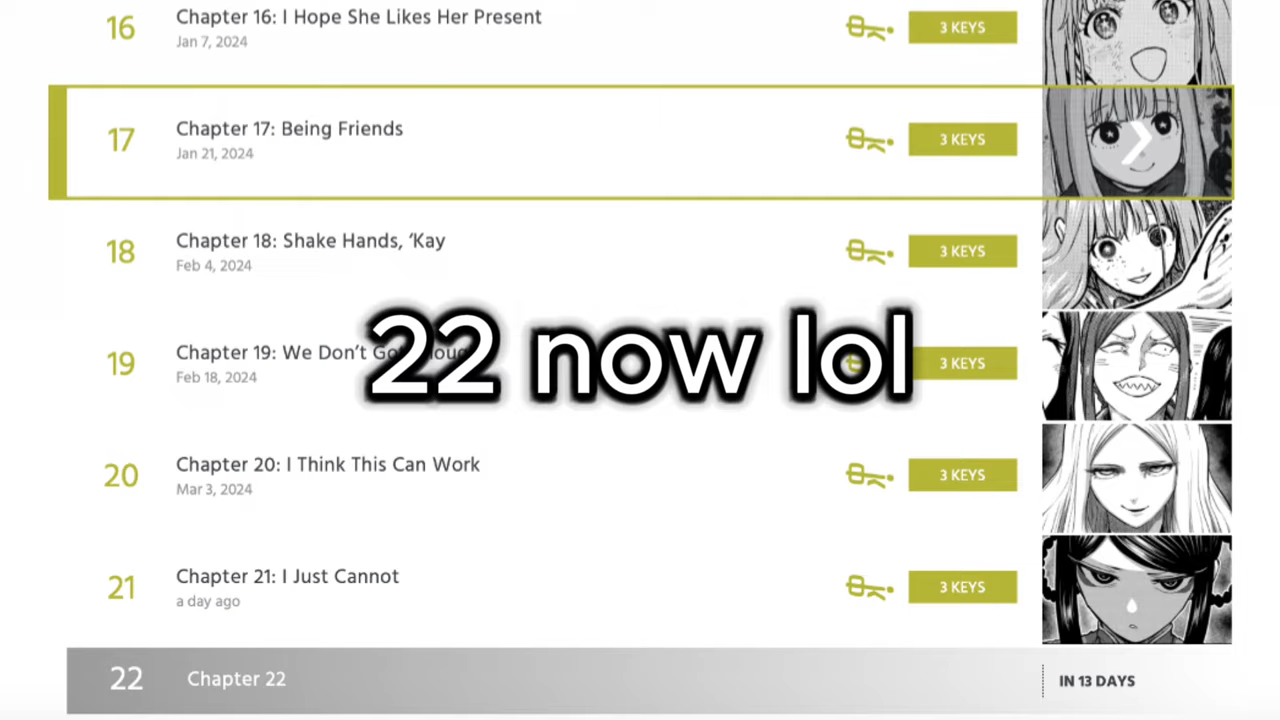 16
Chapter 16: I Hope She Likes Her Present
Jan 7, 2024
3 KEYS
17
Chapter 17: Being Friends
Jan 21, 2024
3 KEYS
18
Chapter 18: Shake Hands, ‘Kay
Feb 4, 2024
3 KEYS
19
Chapter 19: We Don’t
Feb 18, 2024
3 KEYS
22 now lol
20
Chapter 20: I Think This Can Work
Mar 3, 2024
3 KEYS
21
Chapter 21: I Just Cannot
a day ago
3 KEYS
22
Chapter 22
IN 13 DAYS